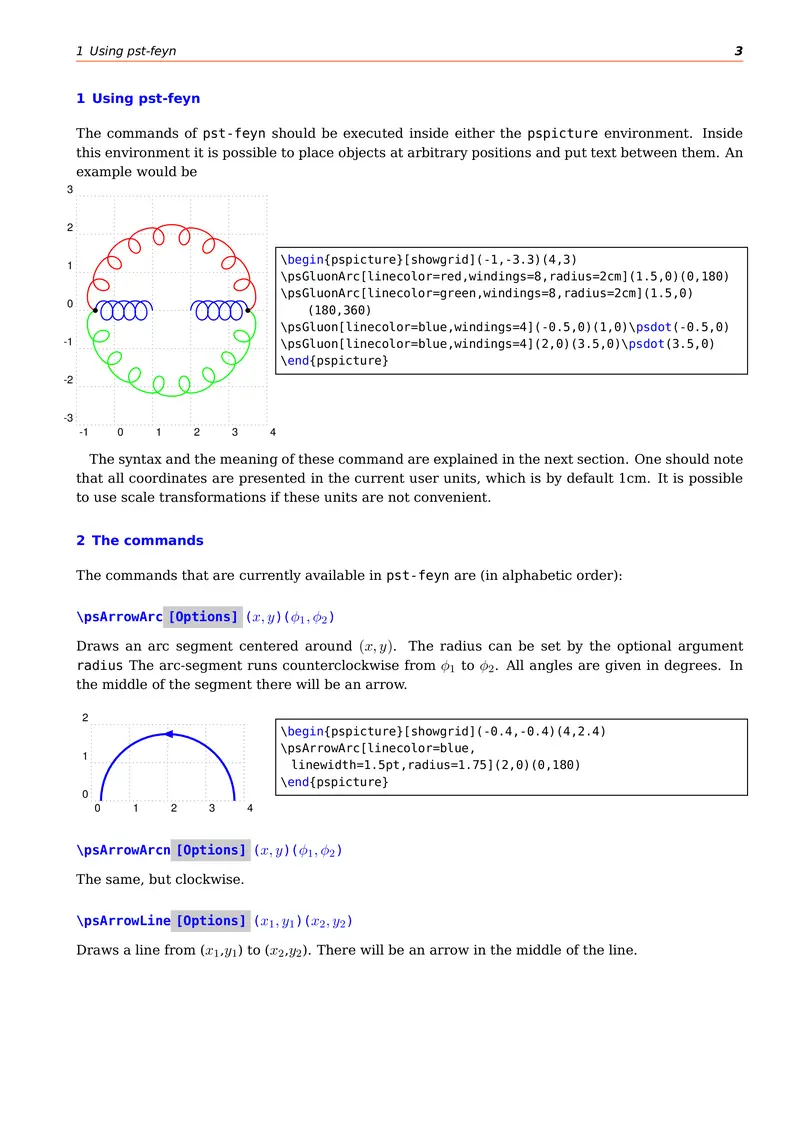 1 Using pst-feyn 3
1 Using pst-feyn
The commands of pst-feyn should be executed inside either the pspicture environment. Inside
this environment it is possible to place objects at arbitrary positions and put text between them. An
example would be
3
2
1
0
-1
-2
-3
-1 0 1 2 3 4
\begin{pspicture}[showgrid](-1,-3.3)(4,3)
\psGluonArc[linecolor=red,windings=8,radius=2cm](1.5,0)(0,180)
\psGluonArc[linecolor=green,windings=8,radius=2cm](1.5,0)
(180,360)
\psGluon[linecolor=blue,windings=4](-0.5,0)(1,0)\psdot(-0.5,0)
\psGluon[linecolor=blue,windings=4](2,0)(3.5,0)\psdot(3.5,0)
\end{pspicture}
The syntax and the meaning of these command are explained in the next section. One should note
that all coordinates are presented in the current user units, which is by default 1cm. It is possible
to use scale transformations if these units are not convenient.
2 The commands
The commands that are currently available in pst-feyn are (in alphabetic order):
\psArrowArc [Options] (x, y)(ϕ1, ϕ2)
Draws an arc segment centered around (x, y). The radius can be set by the optional argument
radius The arc-segment runs counterclockwise from ϕ1 to ϕ2. All angles are given in degrees. In
the middle of the segment there will be an arrow.
2
1
0
0 1 2 3 4
\begin{pspicture}[showgrid](-0.4,-0.4)(4,2.4)
\psArrowArc[linecolor=blue,
linewidth=1.5pt,radius=1.75](2,0)(0,180)
\end{pspicture}
\psArrowArcn [Options] (x, y)(ϕ1, ϕ2)
The same, but clockwise.
\psArrowLine [Options] (x1, y1)(x2, y2)
Draws a line from (x1,y1) to (x2,y2). There will be an arrow in the middle of the line.